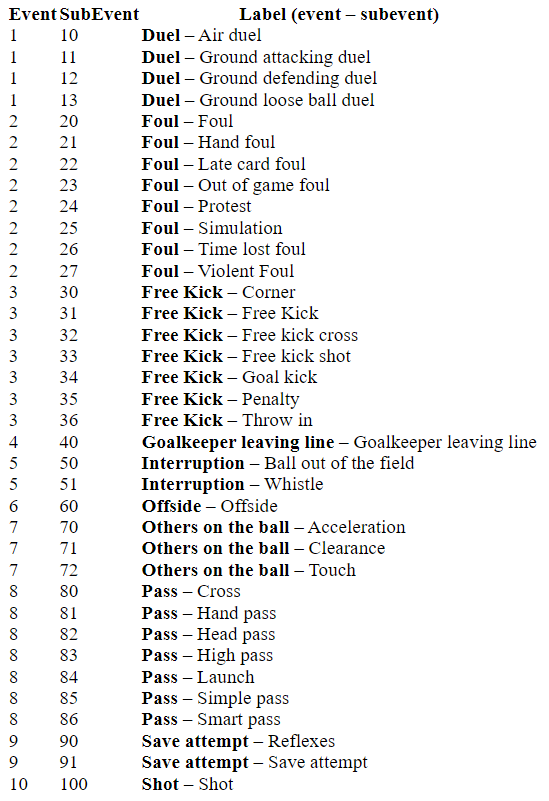 Event SubEvent Label (event – subevent)
1 10 Duel – Air duel
1 11 Duel – Ground attacking duel
1 12 Duel – Ground defending duel
1 13 Duel – Ground loose ball duel
2 20 Foul – Foul
2 21 Foul – Hand foul
2 22 Foul – Late card foul
2 23 Foul – Out of game foul
2 24 Foul – Protest
2 25 Foul – Simulation
2 26 Foul – Time lost foul
2 27 Foul – Violent Foul
3 30 Free Kick – Corner
3 31 Free Kick – Free Kick
3 32 Free Kick – Free kick cross
3 33 Free Kick – Free kick shot
3 34 Free Kick – Goal kick
3 35 Free Kick – Penalty
3 36 Free Kick – Throw in
4 40 Goalkeeper leaving line – Goalkeeper leaving line
5 50 Interruption – Ball out of the field
5 51 Interruption – Whistle
6 60 Offside – Offside
7 70 Others on the ball – Acceleration
7 71 Others on the ball – Clearance
7 72 Others on the ball – Touch
8 80 Pass – Cross
8 81 Pass – Hand pass
8 82 Pass – Head pass
8 83 Pass – High pass
8 84 Pass – Launch
8 85 Pass – Simple pass
8 86 Pass – Smart pass
9 90 Save attempt – Reflexes
9 91 Save attempt – Save attempt
10 100 Shot – Shot